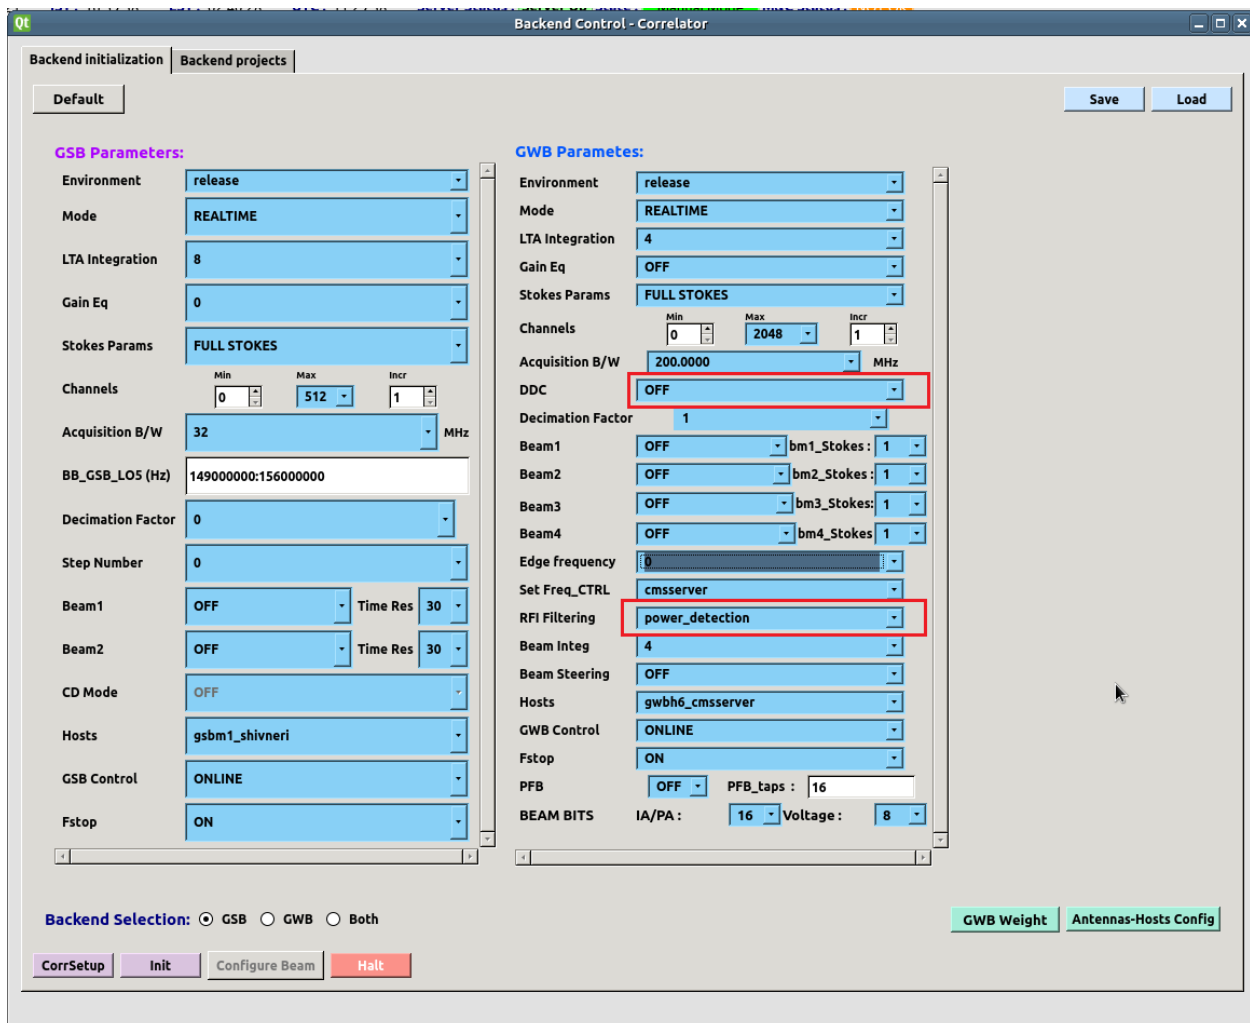 Qt Backend Control - Correlator
Backend initialization Backend projects
Default Save Load
GSB Parameters:
Environment release
Mode REALTIME
LTA Integration 8
Gain Eq 0
Stokes Params FULL STOKES
Min Max Incr
Channels 0 512 1
Acquisition B/W 32 MHz
BB_GSB_LO5 (Hz) 149000000:156000000
Decimation Factor 0
Step Number 0
Beam1 OFF Time Res 30
Beam2 OFF Time Res 30
CD Mode OFF
Hosts gsbm1_shivneri
GSB Control ONLINE
Fstop ON
GWB Parametes:
Environment release
Mode REALTIME
LTA Integration 4
Gain Eq OFF
Stokes Params FULL STOKES
Min Max Incr
Channels 0 2048 1
Acquisition B/W 200.0000 MHz
DDC OFF
Decimation Factor 1
Beam1 OFF bm1_Stokes : 1
Beam2 OFF bm2_Stokes : 1
Beam3 OFF bm3_Stokes: 1
Beam4 OFF bm4_Stokes 1
Edge frequency 0
Set Freq_CTRL cmsserver
RFI Filtering power_detection
Beam Integ 4
Beam Steering OFF
Hosts gwbh6_cmsserver
GWB Control ONLINE
Fstop ON
PFB OFF PFB_taps : 16
BEAM BITS IA/PA : 16 Voltage : 8
Backend Selection: GSB GWB Both
GWB Weight Antennas-Hosts Config
CorrSetup Init Configure Beam Halt